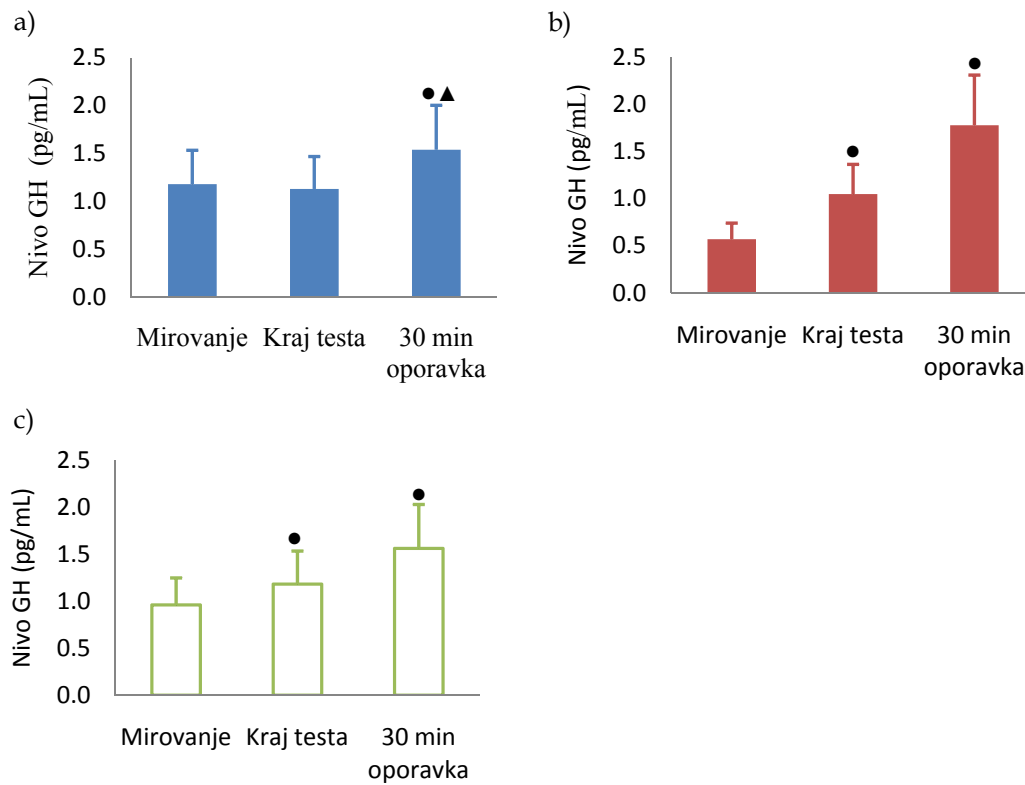 a)
Nivo GH (pg/mL)
2.5
2.0
1.5
1.0
0.5
0.0
Mirovanje
Kraj testa
30 min
oporavka
b)
Nivo GH (pg/mL)
2.5
2.0
1.5
1.0
0.5
0.0
Mirovanje
Kraj testa
30 min
oporavka
c)
Nivo GH (pg/mL)
2.5
2.0
1.5
1.0
0.5
0.0
Mirovanje
Kraj testa
30 min
oporavka